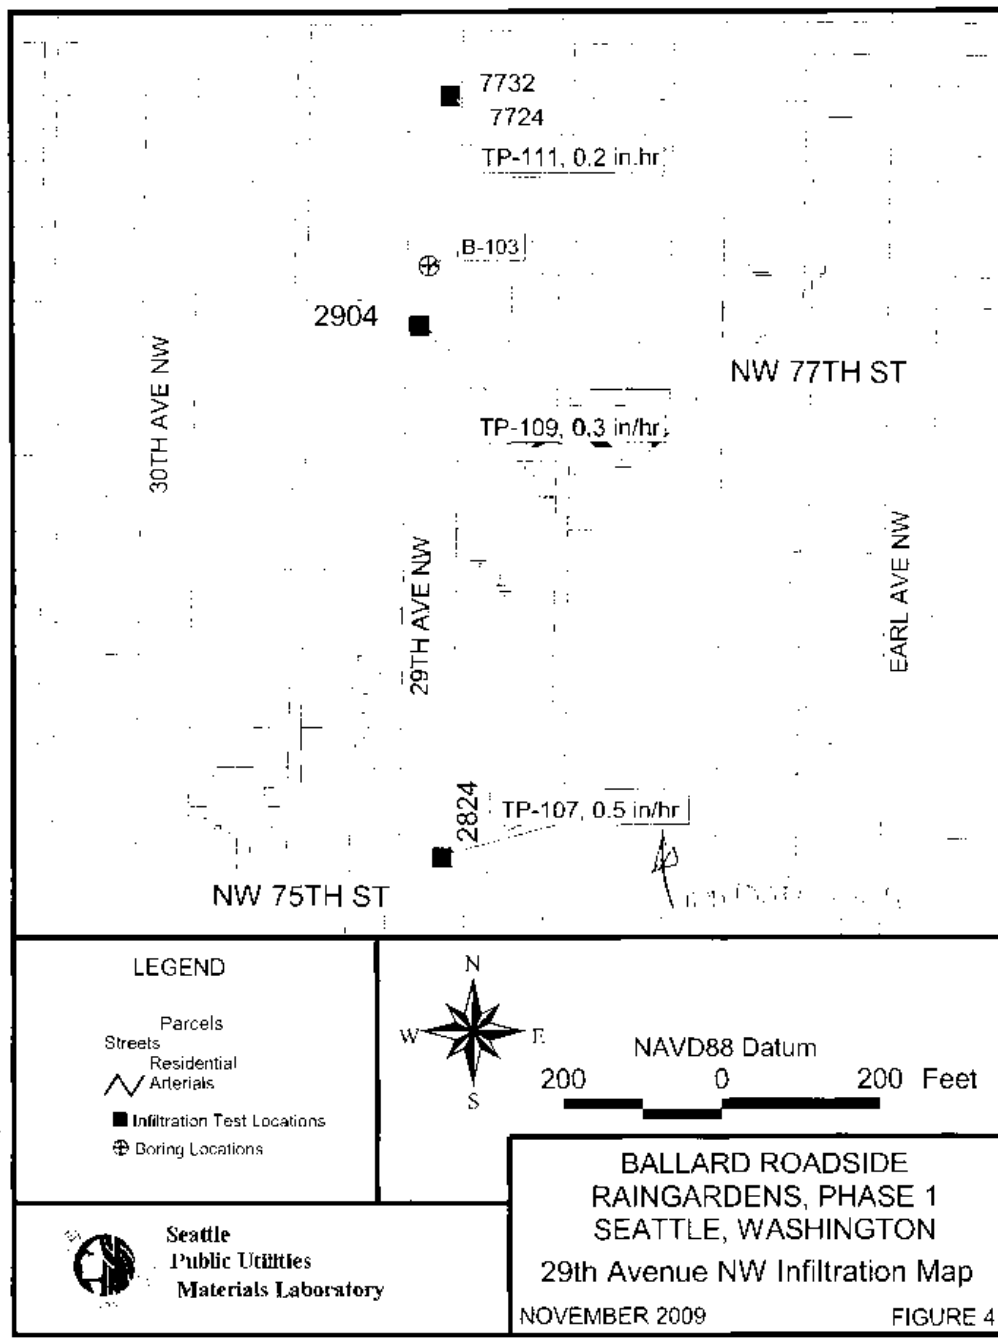 7732
7724
TP-111, 0.2 in.hr
B-103
2904
NW 77TH ST
30TH AVE NW
TP-109, 0.3 in/hr
29TH AVE NW
EARL AVE NW
2824
TP-107, 0.5 in/hr
NW 75TH ST
LEGEND
Parcels
Streets
Residential
Arterials
Infiltration Test Locations
Boring Locations
N
W
E
S
NAVD88 Datum
200 0 200 Feet
BALLARD ROADSIDE
RAINGARDENS, PHASE 1
SEATTLE, WASHINGTON
29th Avenue NW Infiltration Map
NOVEMBER 2009 FIGURE 4
Seattle
Public Utilities
Materials Laboratory